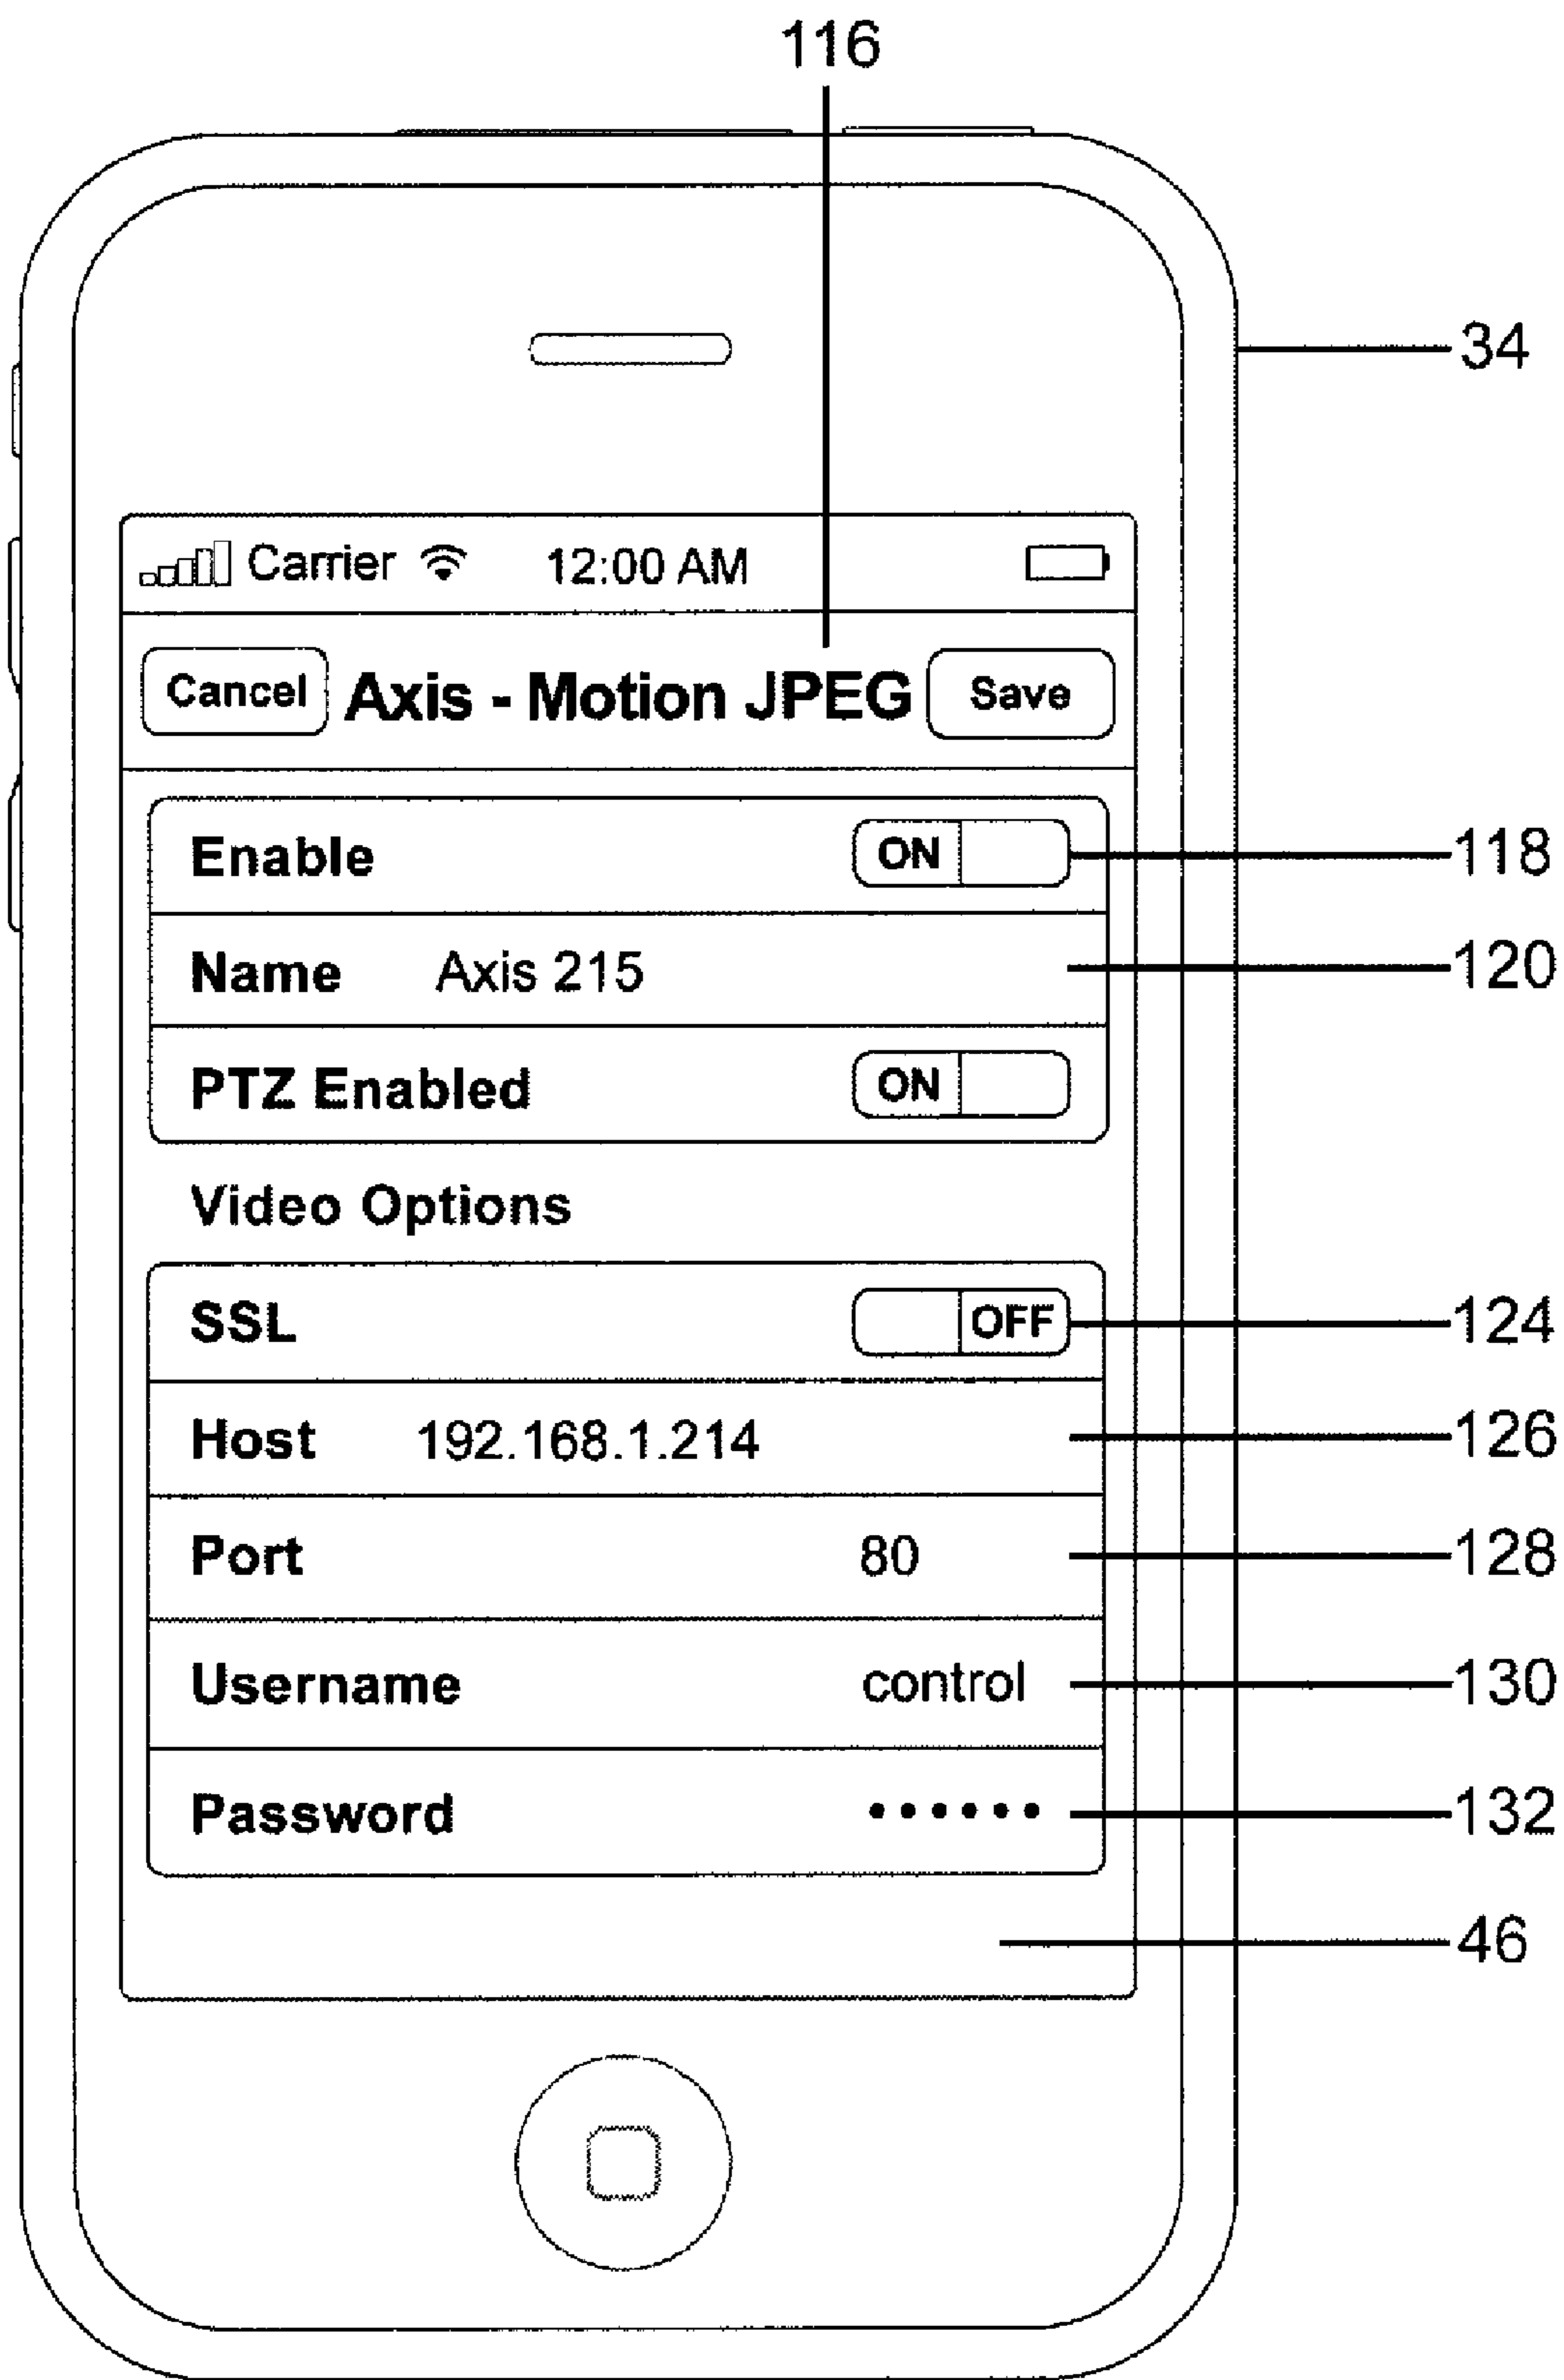 116
34
Carrier 12:00 AM
Cancel Axis - Motion JPEG Save
Enable ON 118
Name Axis 215 120
PTZ Enabled ON
Video Options
SSL OFF 124
Host 192.168.1.214 126
Port 80 128
Username control 130
Password •••••• 132
46